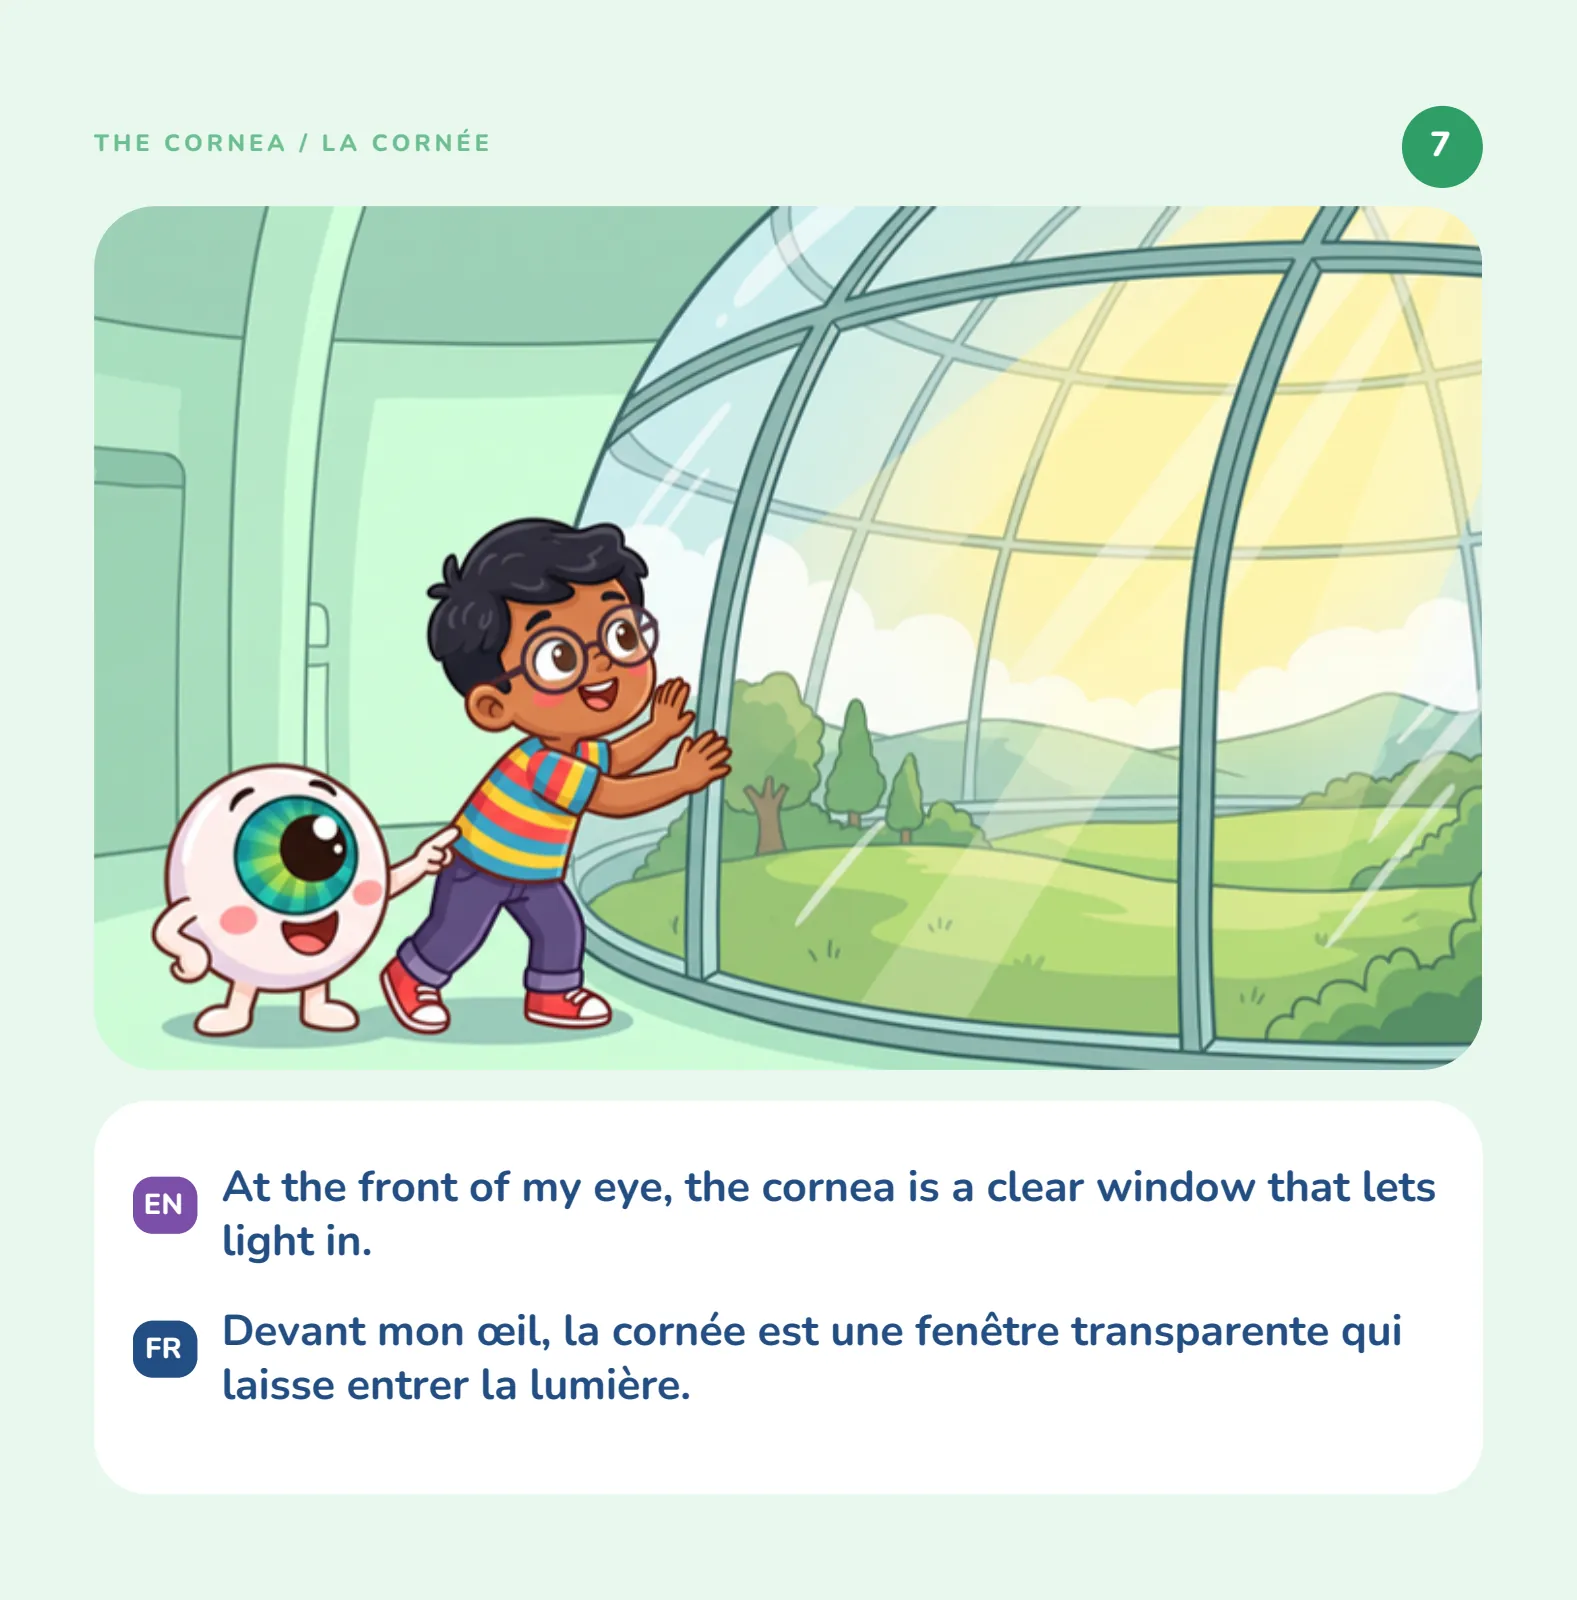 THE CORNEA / LA CORNÉE
7
EN
At the front of my eye, the cornea is a clear window that lets
light in.
FR
Devant mon œil, la cornée est une fenêtre transparente qui
laisse entrer la lumière.